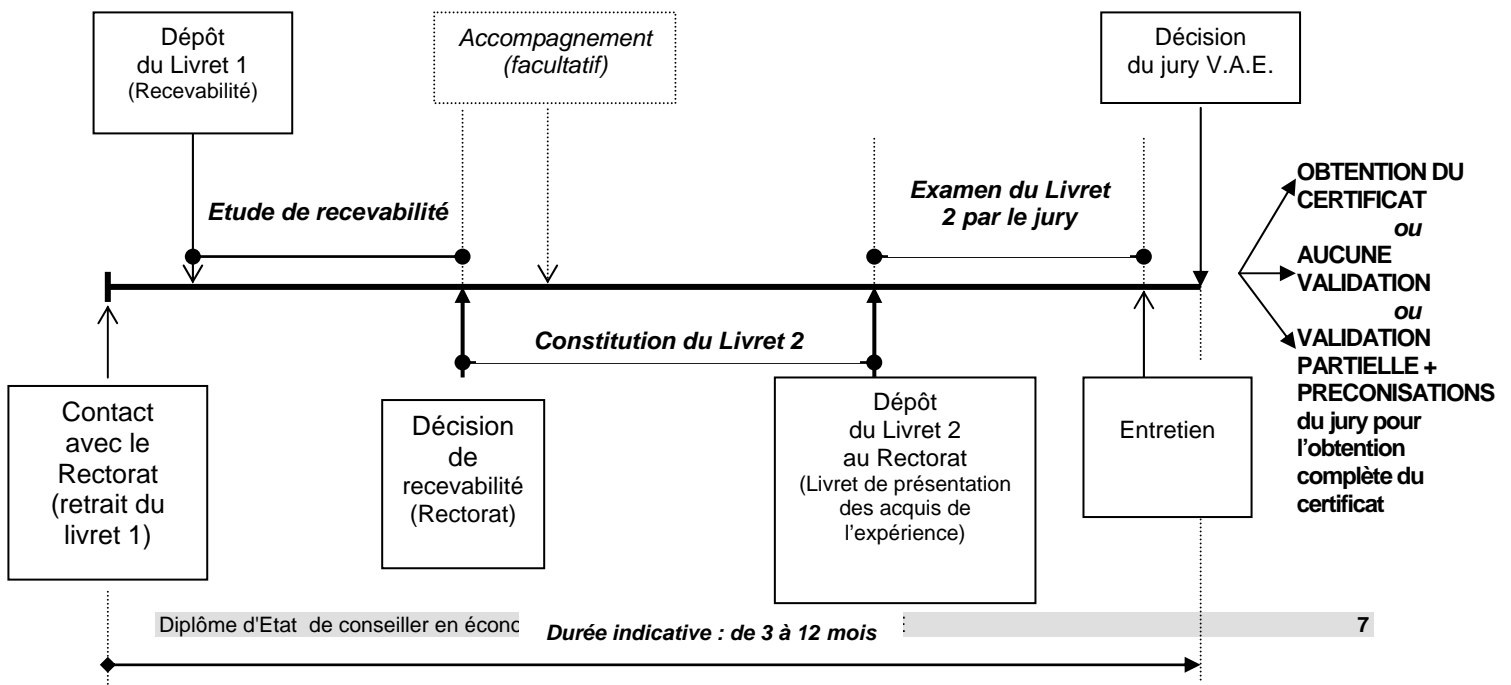 Dépôt
du Livret 1
(Recevabilité)
Accompagnement
(facultatif)
Décision
du jury V.A.E.
Etude de recevabilité
Examen du Livret
2 par le jury
OBTENTION DU
CERTIFICAT
ou
AUCUNE
VALIDATION
ou
VALIDATION
PARTIELLE +
PRECONISATIONS
du jury pour
l'obtention
complète du
certificat
Constitution du Livret 2
Contact
avec le
Rectorat
(retrait du
livret 1)
Décision
de
recevabilité
(Rectorat)
Dépôt
du Livret 2
au Rectorat
(Livret de présentation
des acquis de
l'expérience)
Entretien
Diplôme d'Etat de conseiller en
Durée indicative : de 3 à 12 mois
7